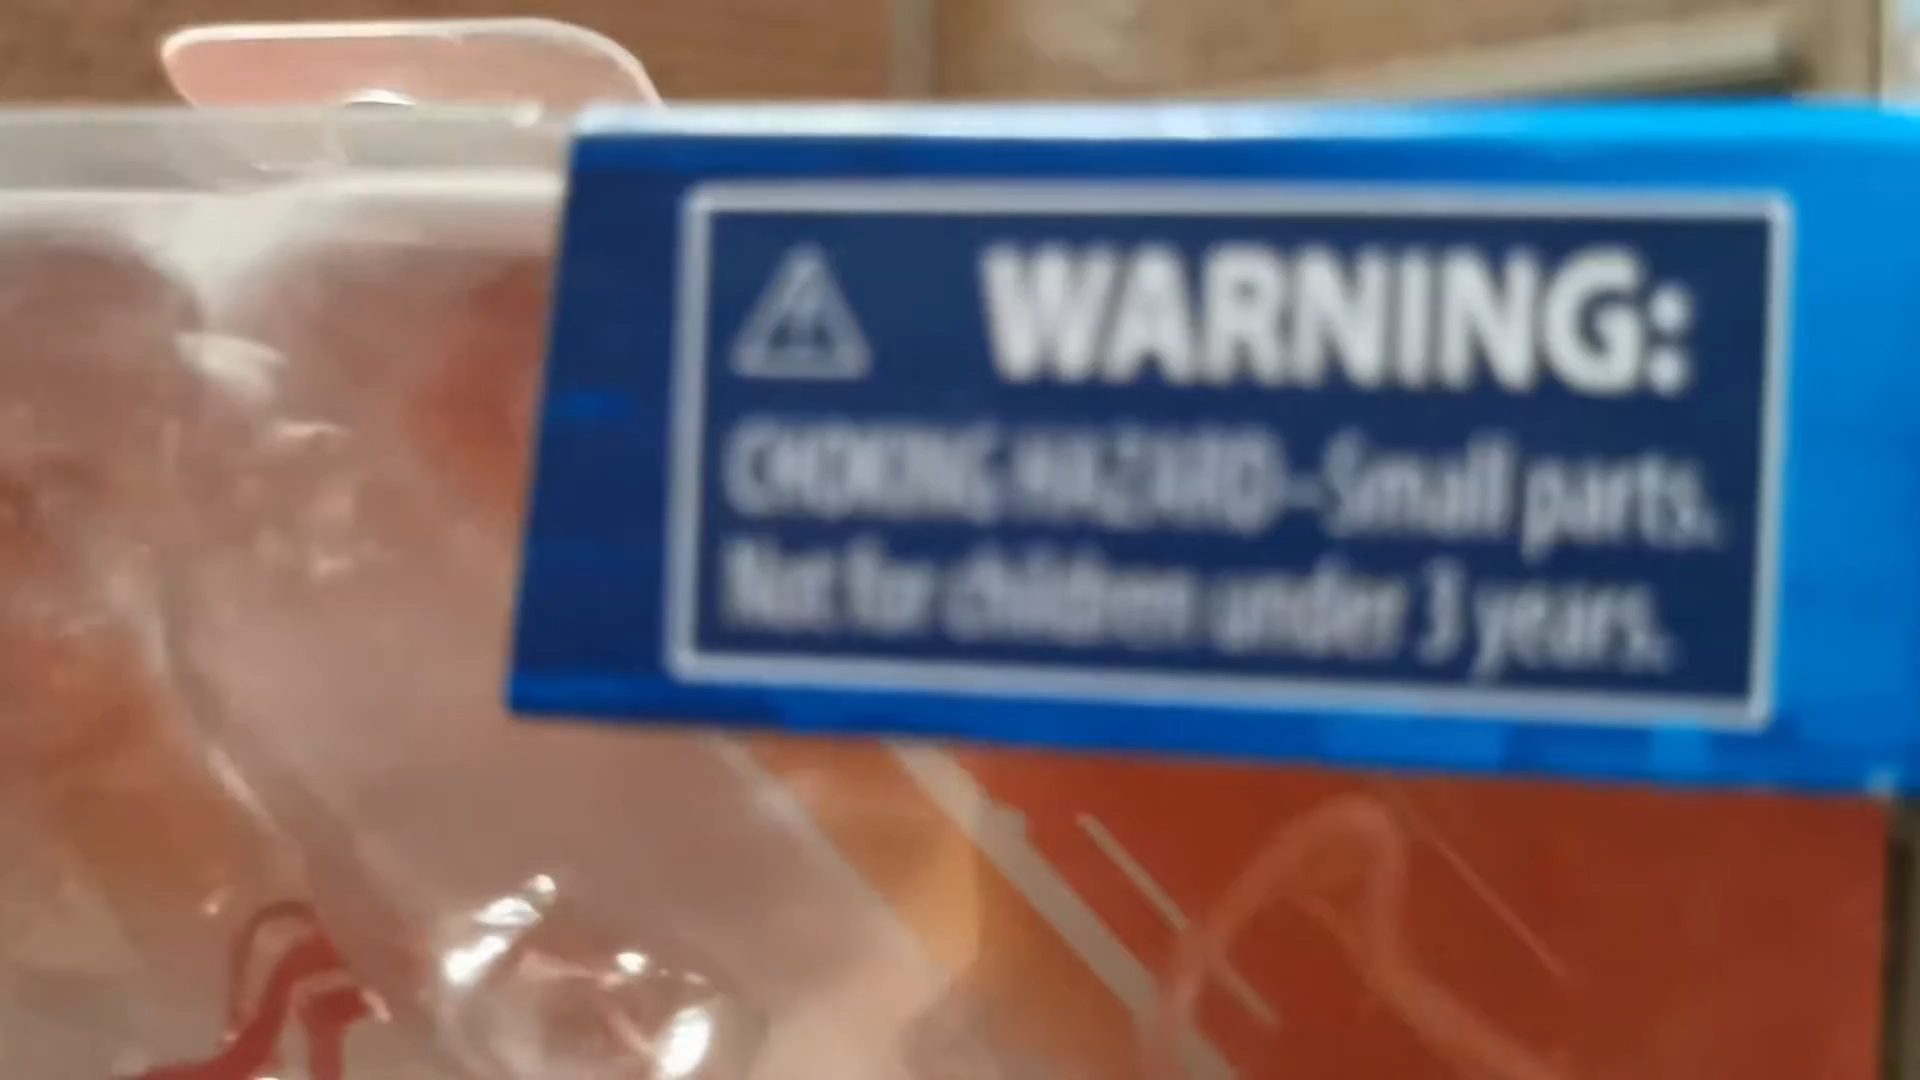 WARNING:
CHOKING HAZARD–Small parts.
Not for children under 3 years.